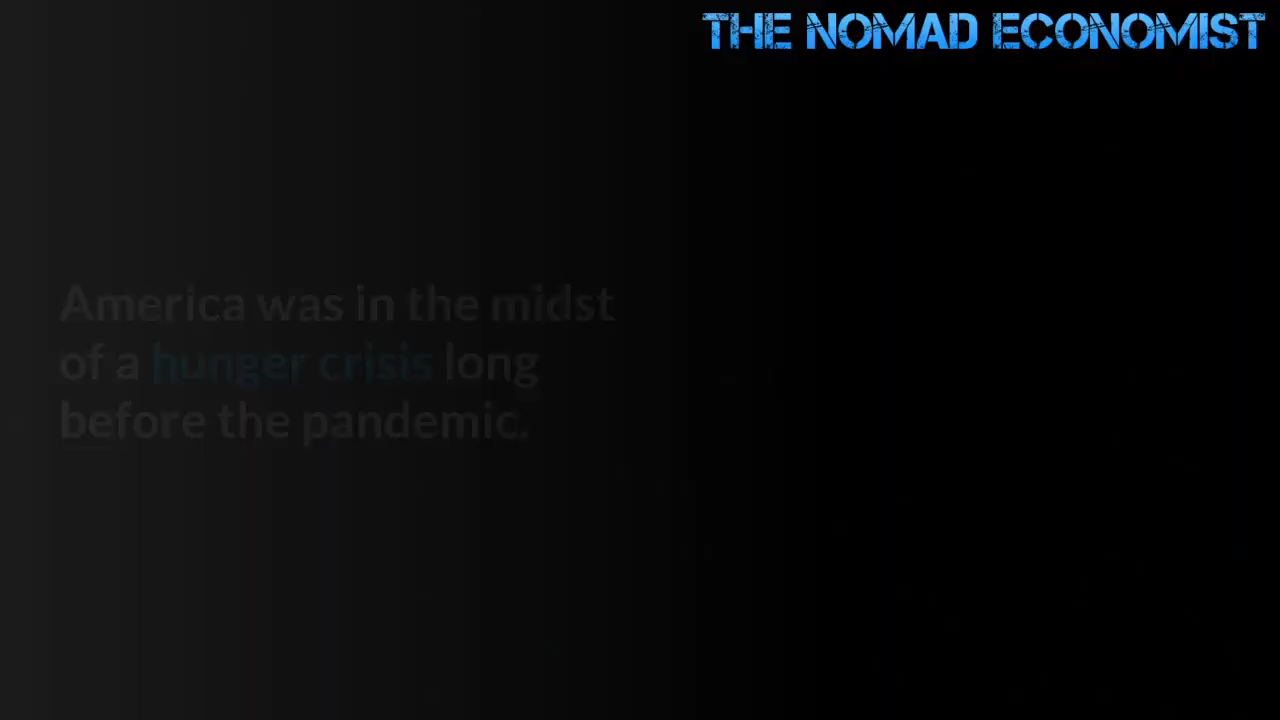 THE NOMAD ECONOMIST
America was in the midst
of a hunger crisis long
before the pandemic.